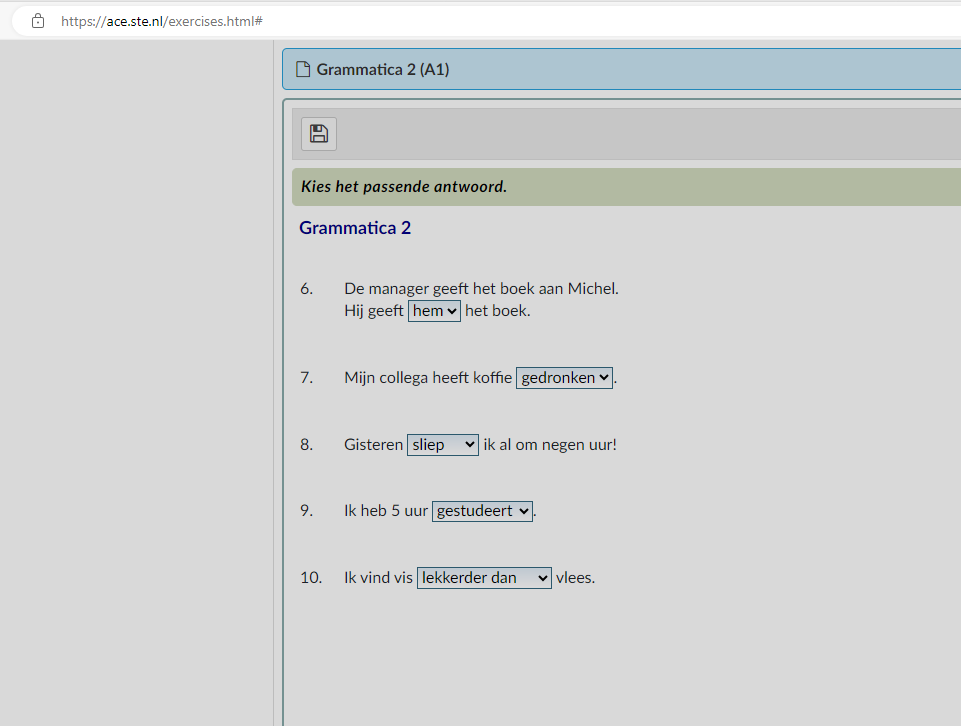 https://ace.ste.nl/exercises.html#
Grammatica 2 (A1)
Kies het passende antwoord.
Grammatica 2
6. De manager geeft het boek aan Michel.
Hij geeft hem het boek.
7. Mijn collega heeft koffie gedronken.
8. Gisteren sliep ik al om negen uur!
9. Ik heb 5 uur gestudeert.
10. Ik vind vis lekkerder dan vlees.